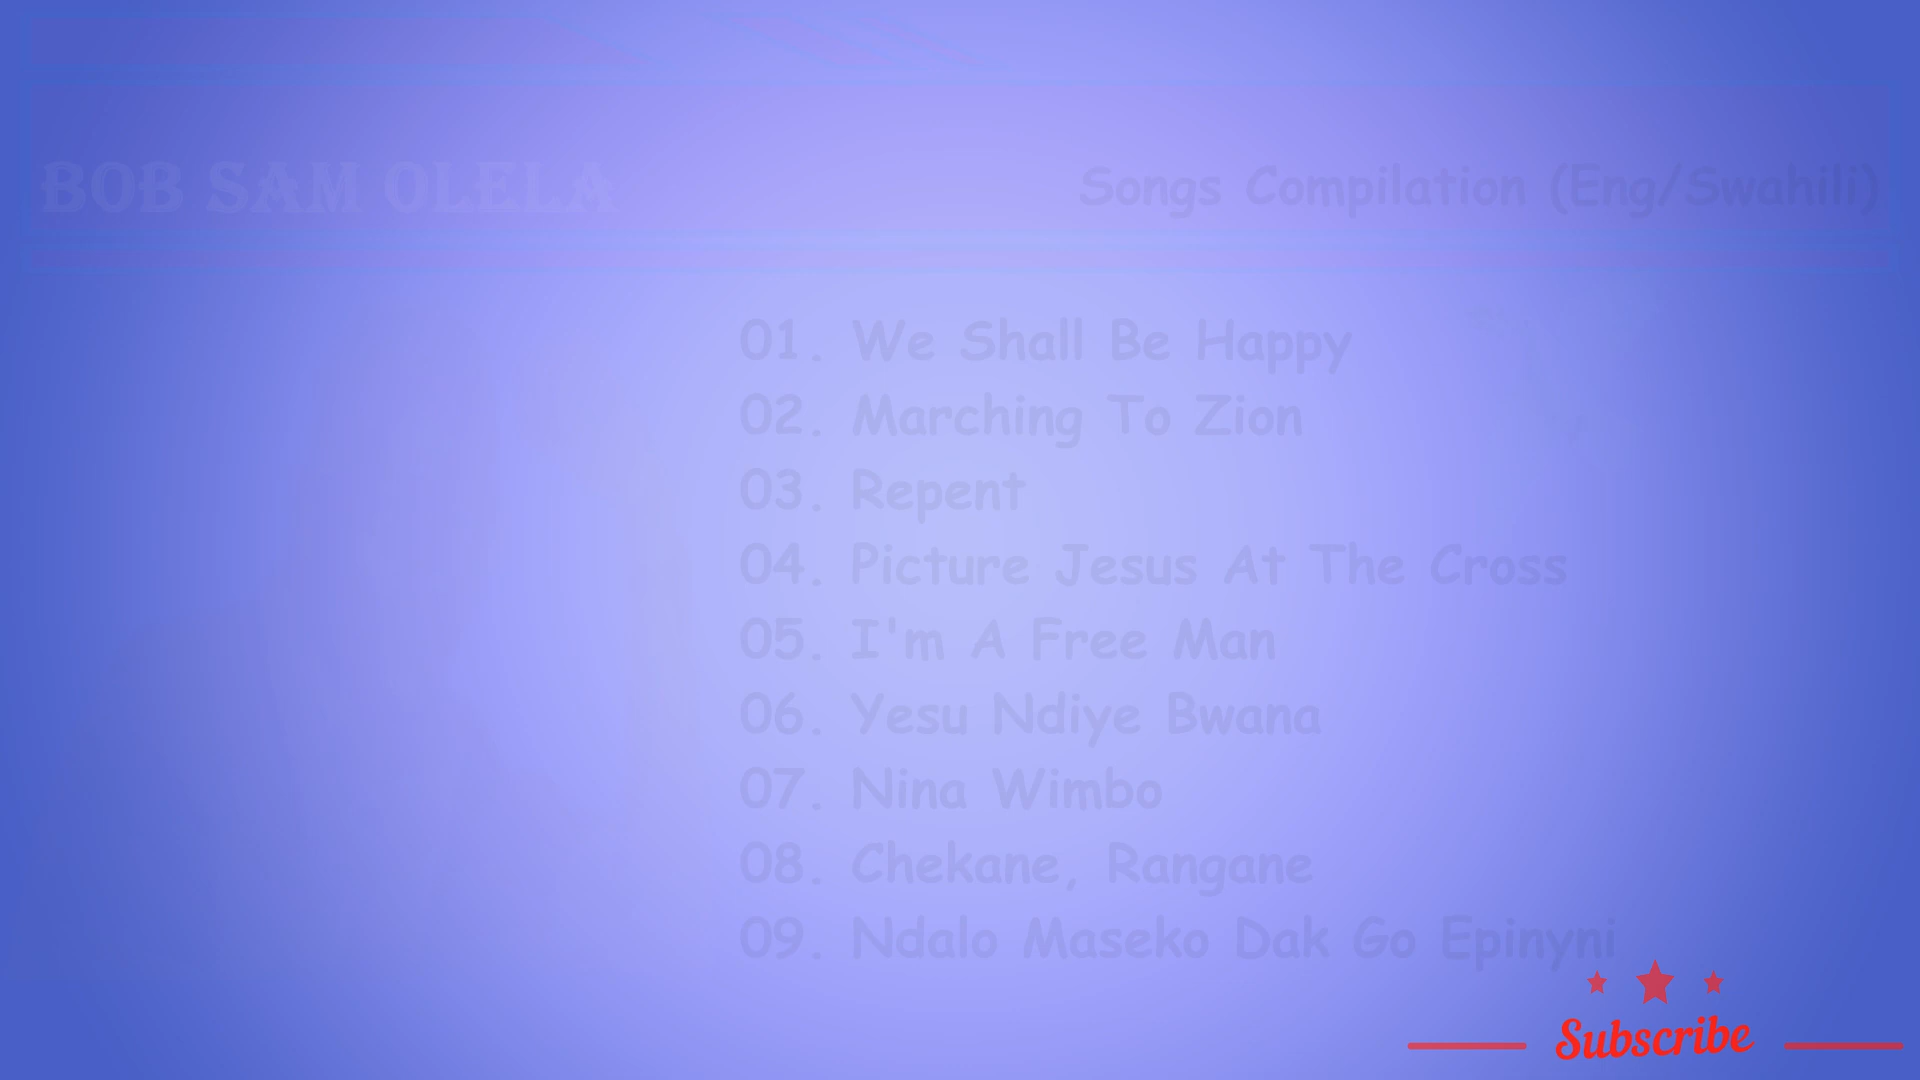 BOB SAM OLELA
Songs Compilation (Eng/Swahili)
01. We Shall Be Happy
02. Marching To Zion
03. Repent
04. Picture Jesus At The Cross
05. I'm A Free Man
06. Yesu Ndiye Bwana
07. Nina Wimbo
08. Chekane, Rangane
09. Ndalo Maseko Dak Go Epinyni
Subscribe